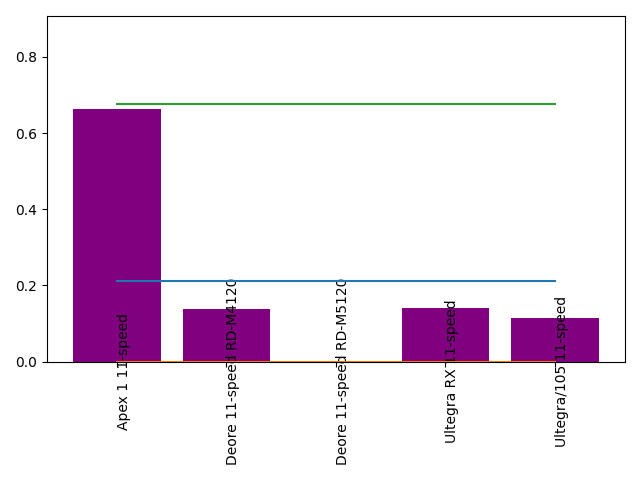 0.8
0.6
0.4
0.2
0.0
Apex 1 11-speed
Deore 11-speed RD-M4120
Deore 11-speed RD-M5120
Ultegra RX 11-speed
Ultegra/105 11-speed